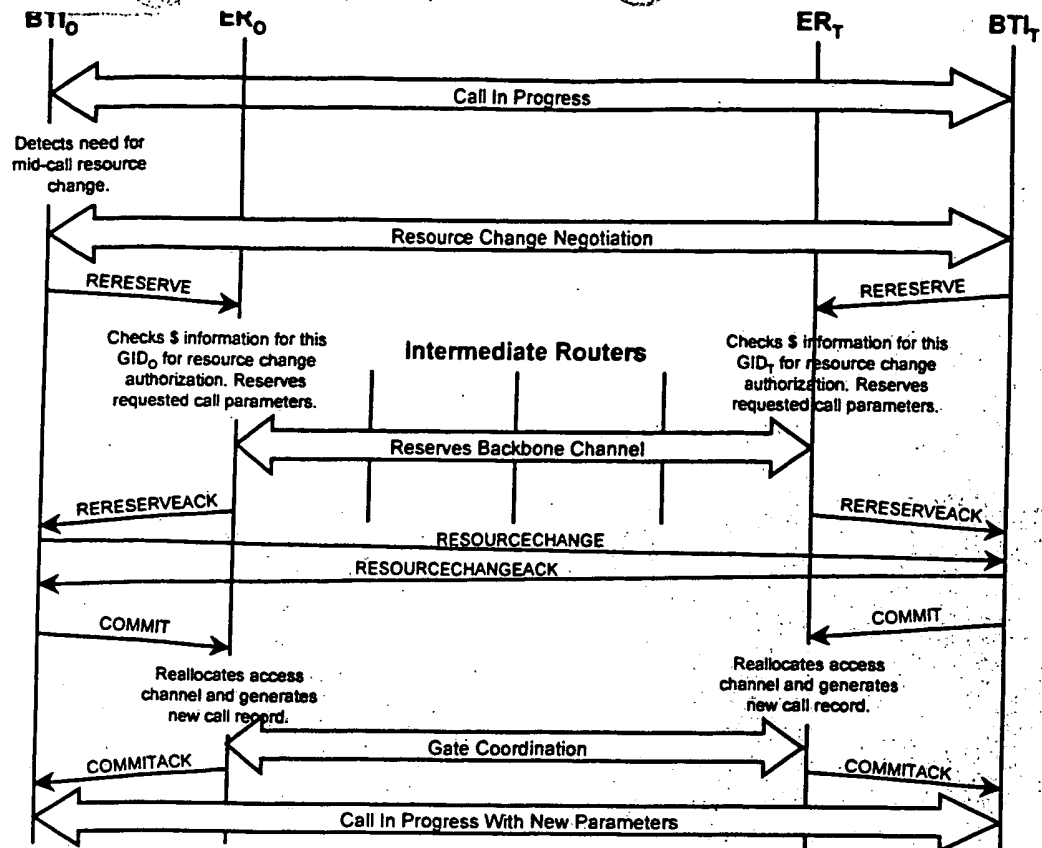 BTI_O ER_O ER_T BTI_T
Call In Progress
Detects need for
mid-call resource
change.
Resource Change Negotiation
RERESERVE
RERESERVE
Checks $ information for this
GID_O for resource change
authorization. Reserves
requested call parameters.
Intermediate Routers
Checks $ information for this
GID_T for resource change
authorization. Reserves
requested call parameters.
Reserves Backbone Channel
RERESERVEACK
RERESERVEACK
RESOURCECHANGE
RESOURCECHANGEACK
COMMIT
COMMIT
Reallocates access
channel and generates
new call record.
Reallocates access
channel and generates
new call record.
Gate Coordination
COMMITACK
COMMITACK
Call In Progress With New Parameters